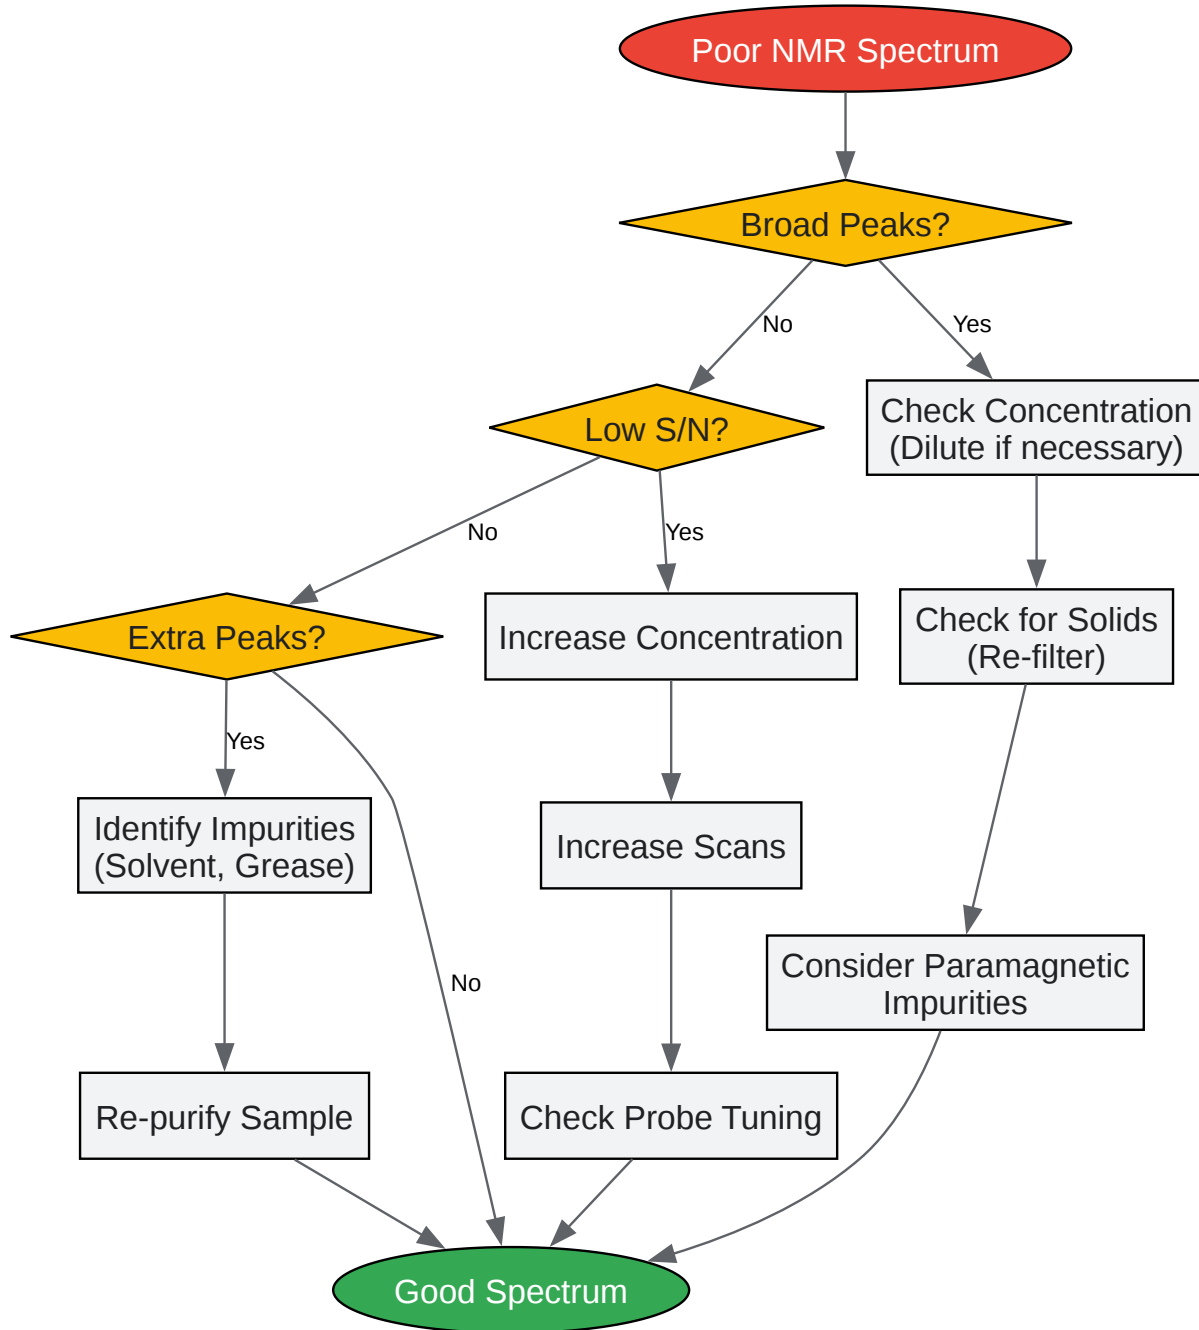 Poor NMR Spectrum
Broad Peaks?
No
Yes
Check Concentration
(Dilute if necessary)
Low S/N?
No
Yes
Extra Peaks?
Increase Concentration
Check for Solids
(Re-filter)
Yes
Identify Impurities
(Solvent, Grease)
Increase Scans
No
Consider Paramagnetic
Impurities
Re-purify Sample
Check Probe Tuning
Good Spectrum